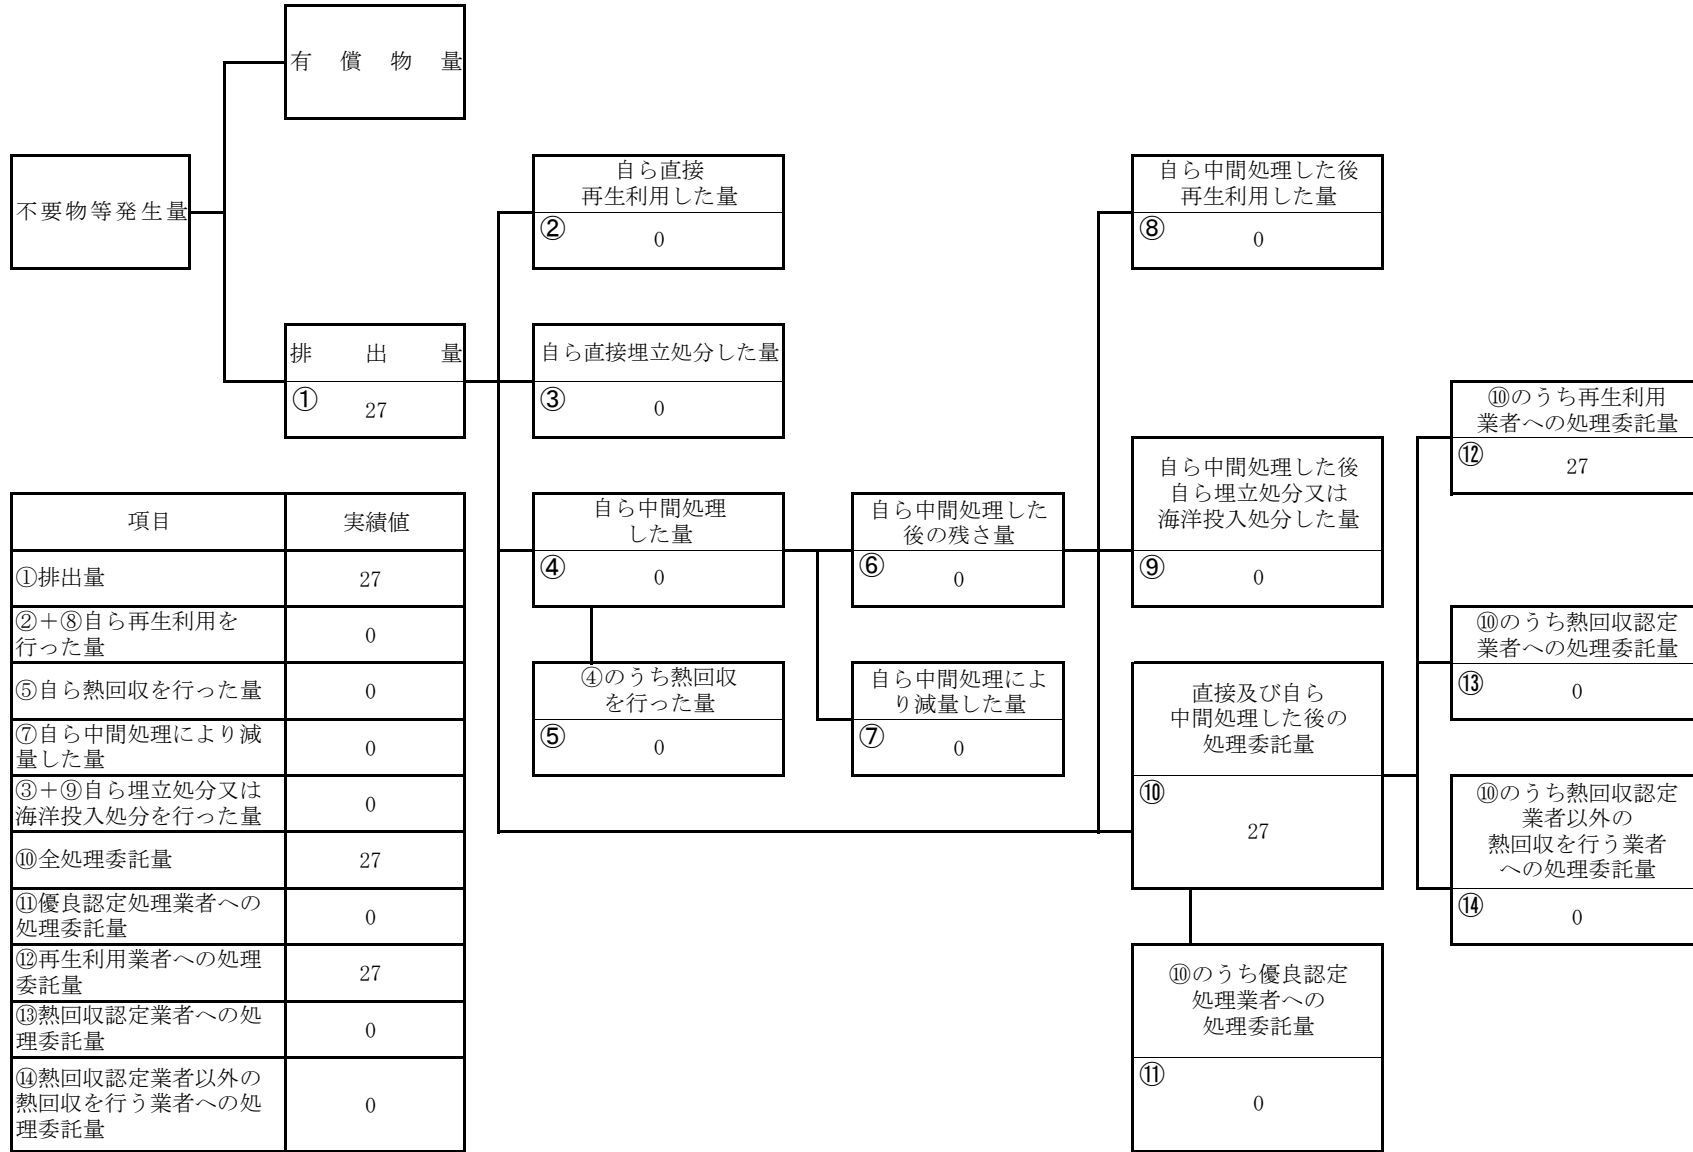 有償物量
不要物等発生量
自ら直接
再生利用した量
②
0
自ら中間処理した後
再生利用した量
⑧
0
排出量
①
27
自ら直接埋立処分した量
③
0
自ら中間処理
した量
④
0
自ら中間処理した
後の残さ量
⑥
0
自ら中間処理した後
自ら埋立処分又は
海洋投入処分した量
⑨
0
⑩のうち再生利用
業者への処理委託量
⑫
27
④のうち熱回収
を行った量
⑤
0
自ら中間処理によ
り減量した量
⑦
0
直接及び自ら
中間処理した後の
処理委託量
⑩
27
⑩のうち熱回収認定
業者への処理委託量
⑬
0
⑩のうち熱回収認定
業者以外の
熱回収を行う業者
への処理委託量
⑭
0
⑩のうち優良認定
処理業者への
処理委託量
⑪
0
項目 実績値
①排出量 27
②＋⑧自ら再生利用を
行った量 0
⑤自ら熱回収を行った量 0
⑦自ら中間処理により減
量した量 0
③＋⑨自ら埋立処分又は
海洋投入処分を行った量 0
⑩全処理委託量 27
⑪優良認定処理業者への
処理委託量 0
⑫再生利用業者への処理
委託量 27
⑬熱回収認定業者への処
理委託量 0
⑭熱回収認定業者以外の
熱回収を行う業者への処
理委託量 0